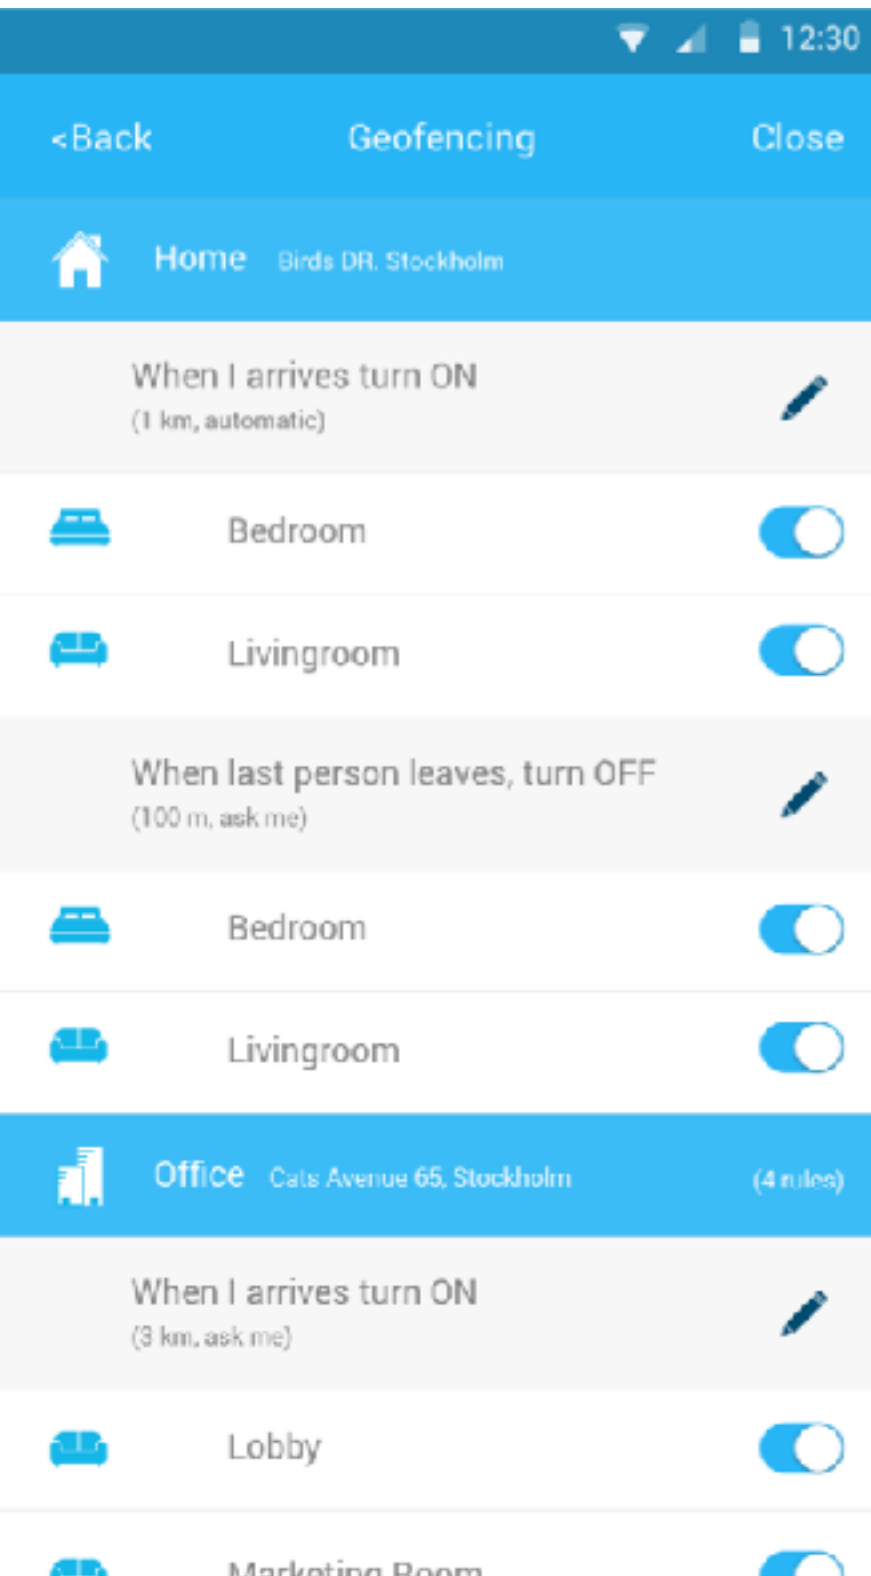 12:30
<Back Geofencing Close
Home Birds DR. Stockholm
When I arrives turn ON
(1 km, automatic)
Bedroom
Livingroom
When last person leaves, turn OFF
(100 m, ask me)
Bedroom
Livingroom
Office Cats Avenue 65, Stockholm (4 rules)
When I arrives turn ON
(3 km, ask me)
Lobby
Marketing Room